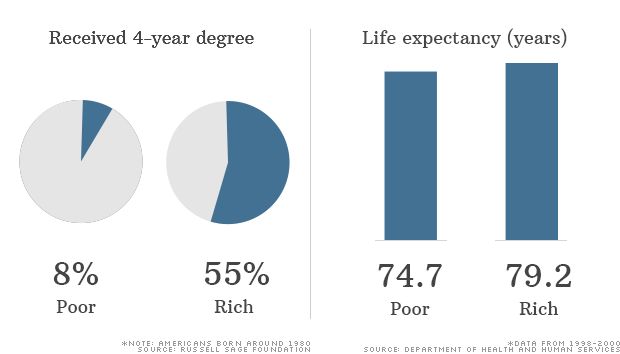 Received 4-year degree
8%
Poor
55%
Rich
*NOTE: AMERICANS BORN AROUND 1980
SOURCE: RUSSELL SAGE FOUNDATION
Life expectancy (years)
74.7
Poor
79.2
Rich
*DATA FROM 1998-2000
SOURCE: DEPARTMENT OF HEALTH AND HUMAN SERVICES